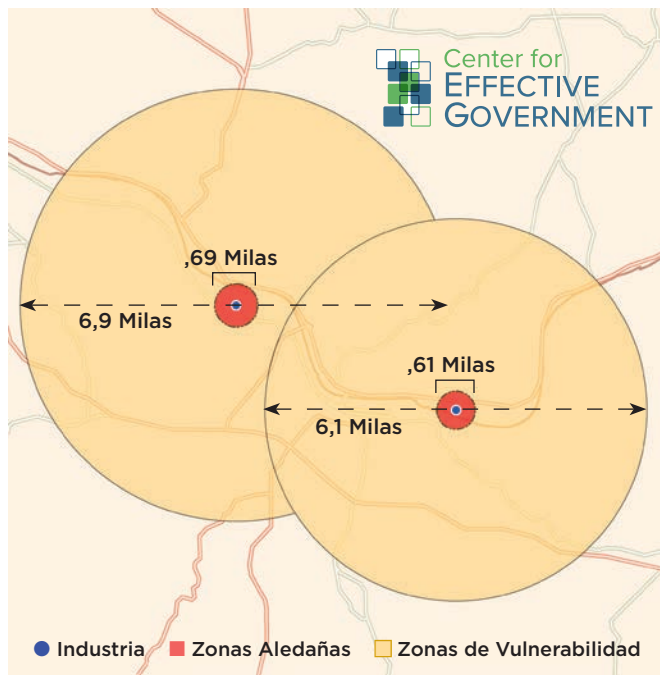 Center for
EFFECTIVE
GOVERNMENT
,69 Milas
6,9 Milas
,61 Milas
6,1 Milas
Industria
Zonas Aledañas
Zonas de Vulnerabilidad